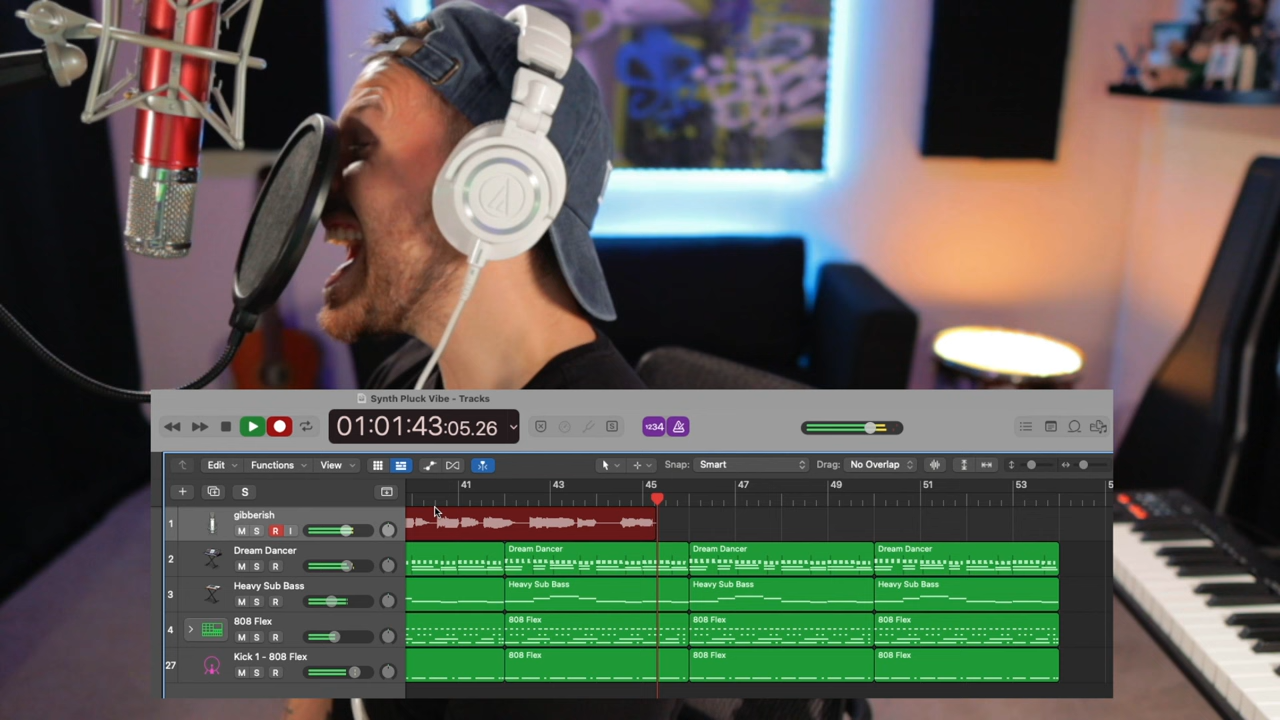 Synth Pluck Vibe - Tracks
01:01:43:05.26
1234
Edit Functions View Snap: Smart Drag: No Overlap
S
41 43 45 47 49 51 53 5
1 gibberish
M S R I
2 Dream Dancer
M S R
Dream Dancer Dream Dancer Dream Dancer
3 Heavy Sub Bass
M S R
Heavy Sub Bass Heavy Sub Bass Heavy Sub Bass
4 808 Flex
M S R
808 Flex 808 Flex 808 Flex
27 Kick 1 - 808 Flex
M S R
808 Flex 808 Flex 808 Flex